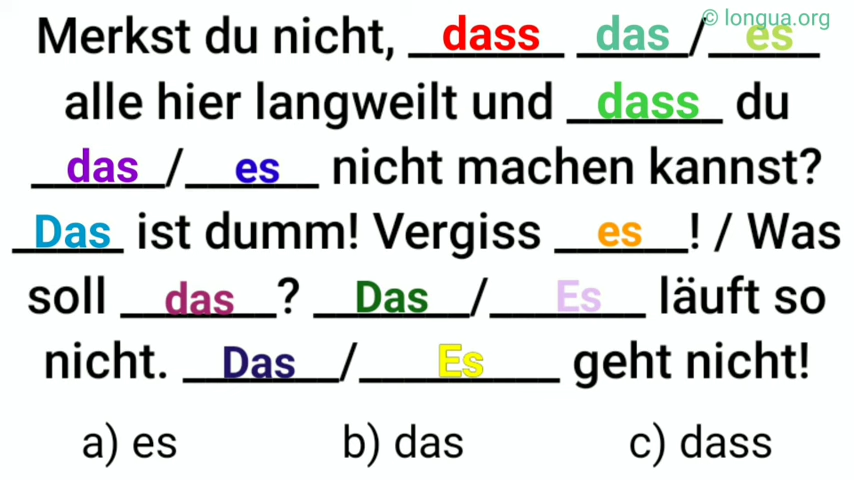 © longua.org
Merkst du nicht, dass das/es
alle hier langweilt und dass du
das/es nicht machen kannst?
Das ist dumm! Vergiss es! / Was
soll das? Das/Es läuft so
nicht. Das/Es geht nicht!
a) es b) das c) dass